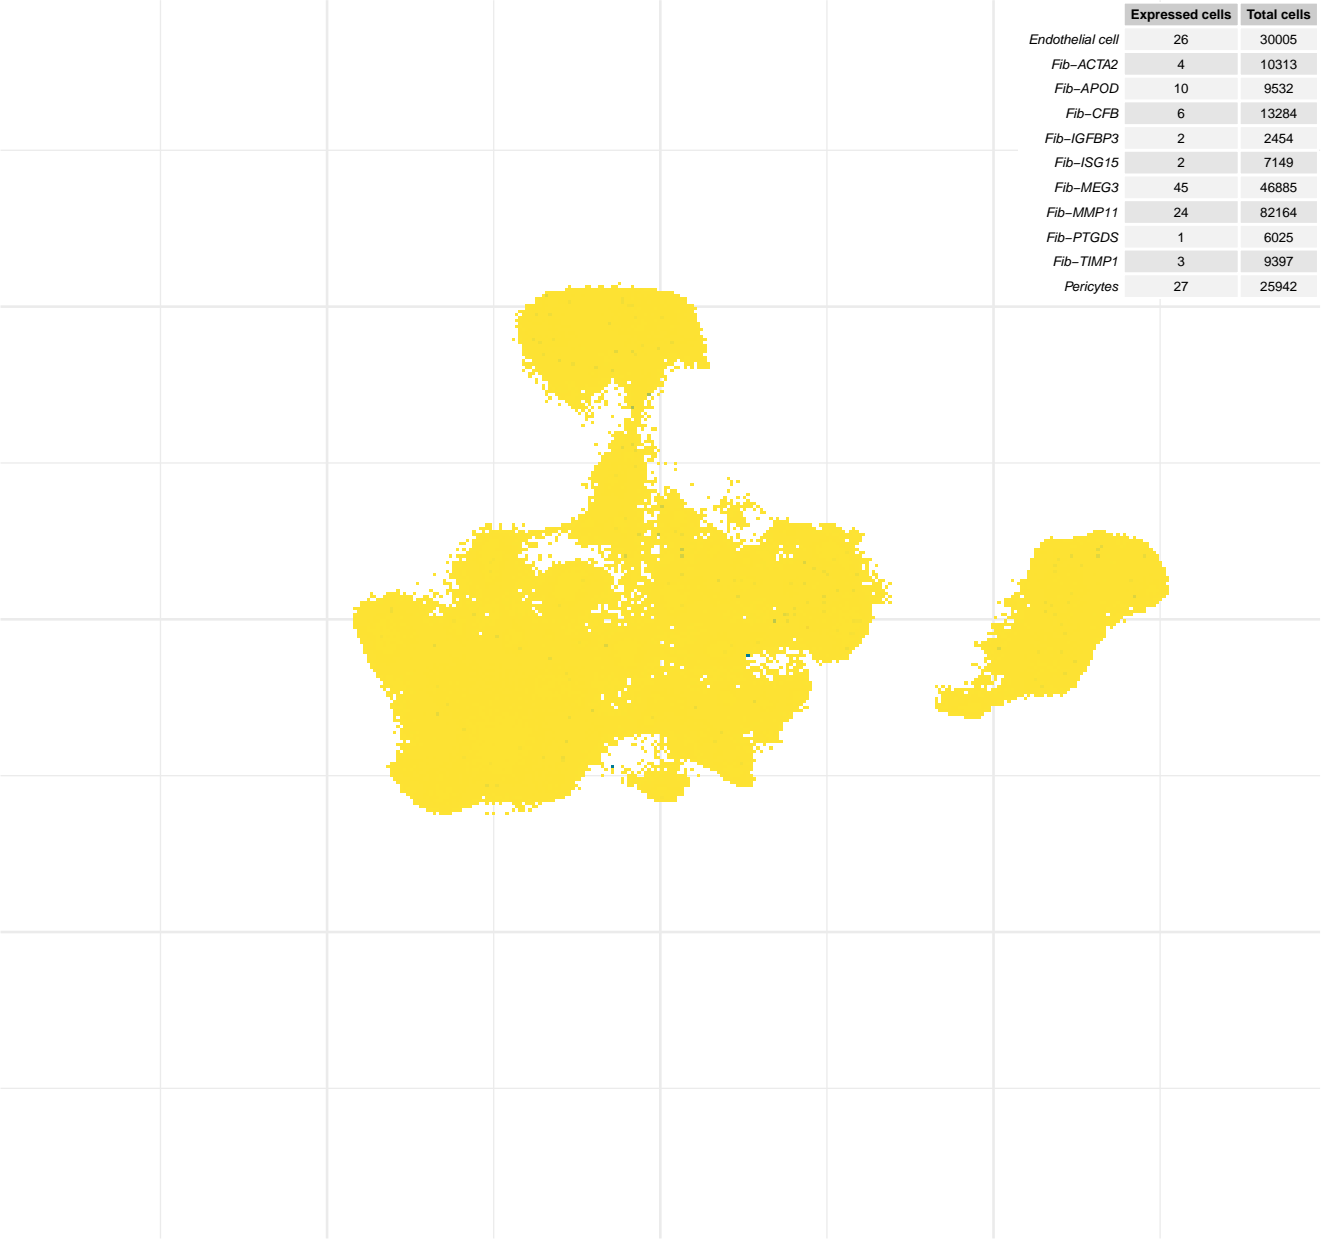 Expressed cells Total cells
Endothelial cell 26 30005
Fib−ACTA2 4 10313
Fib−APOD 10 9532
Fib−CFB 6 13284
Fib−IGFBP3 2 2454
Fib−ISG15 2 7149
Fib−MEG3 45 46885
Fib−MMP11 24 82164
Fib−PTGDS 1 6025
Fib−TIMP1 3 9397
Pericytes 27 25942